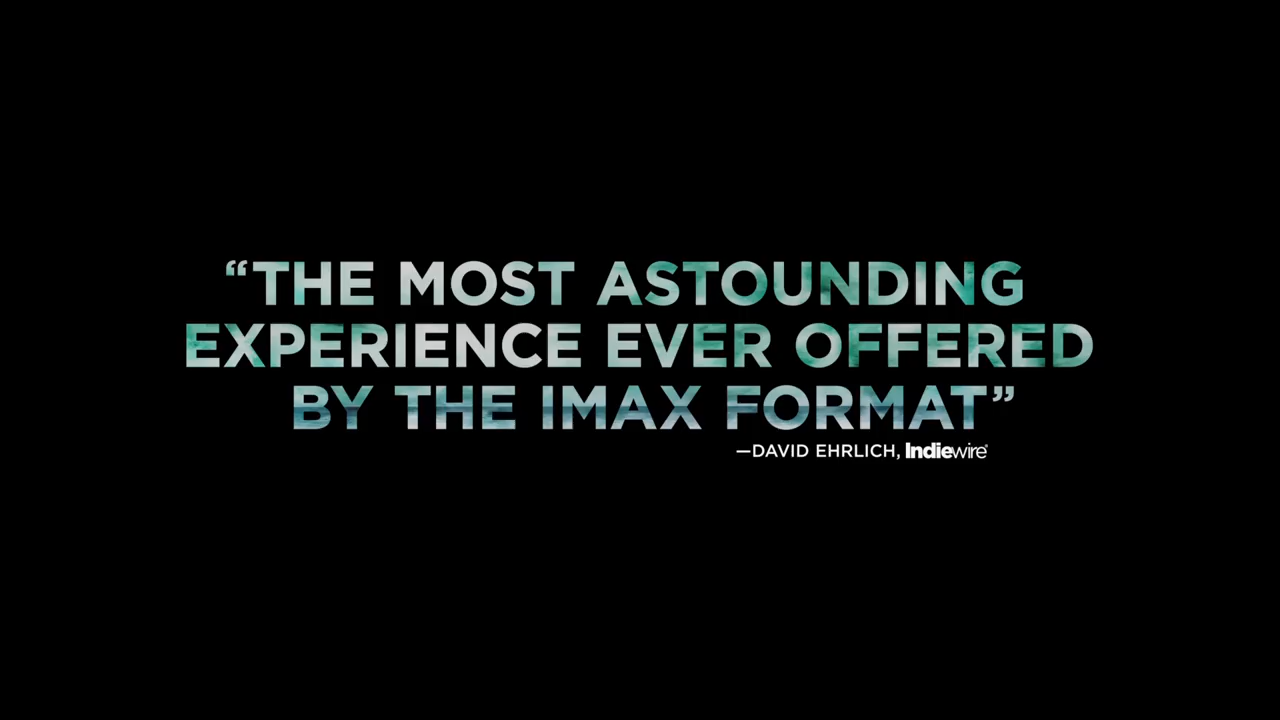 “THE MOST ASTOUNDING
EXPERIENCE EVER OFFERED
BY THE IMAX FORMAT”
—DAVID EHRLICH, Indiewire